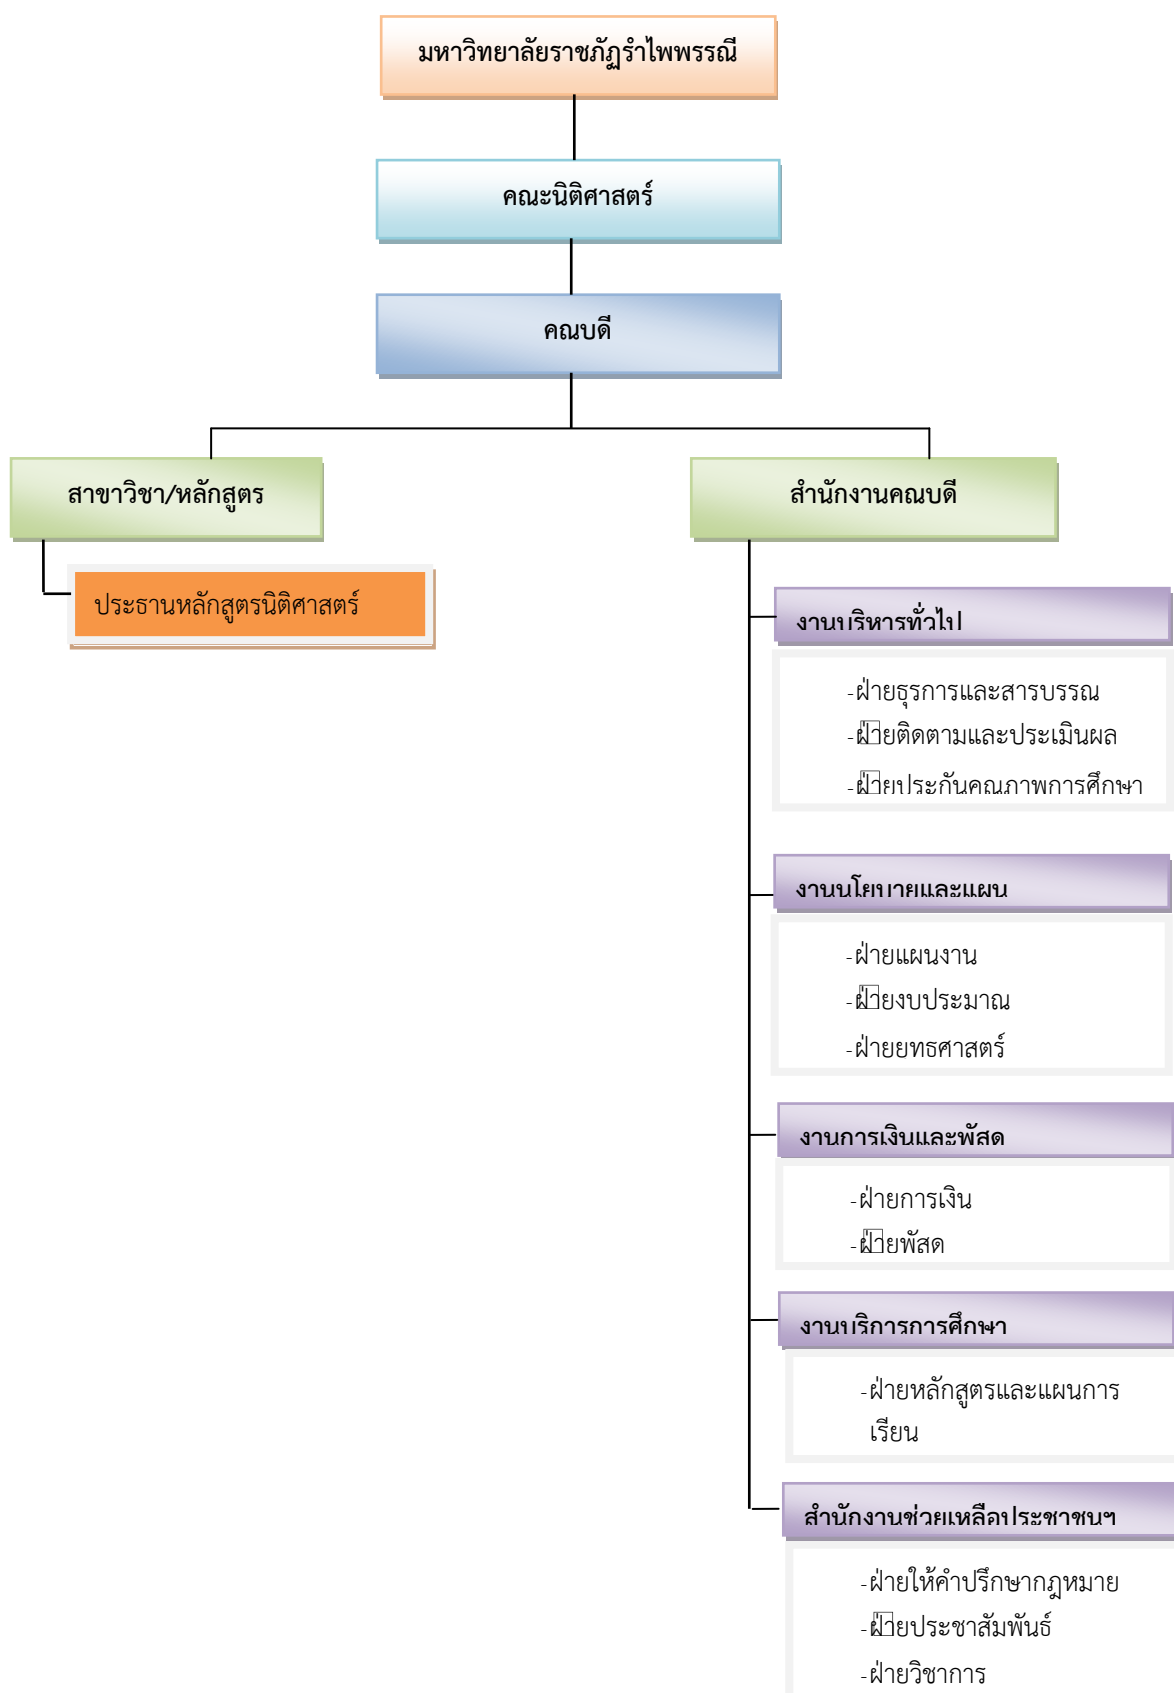 มหาวิทยาลัยราชภัฏรำไพพรรณี
คณะนิติศาสตร์
คณบดี
สาขาวิชา/หลักสูตร
สำนักงานคณบดี
ประธานหลักสูตรนิติศาสตร์
งานบริหารทั่วไป
-ฝ่ายธุรการและสารบรรณ
-ฝ่ายติดตามและประเมินผล
-ฝ่ายประกันคุณภาพการศึกษา
งานนโยบายและแผน
-ฝ่ายแผนงาน
-ฝ่ายงบประมาณ
-ฝ่ายยุทธศาสตร์
งานการเงินและพัสดุ
-ฝ่ายการเงิน
-ฝ่ายพัสดุ
งานบริการการศึกษา
-ฝ่ายหลักสูตรและแผนการ
เรียน
สำนักงานช่วยเหลือประชาชนฯ
-ฝ่ายให้คำปรึกษากฎหมาย
-ฝ่ายประชาสัมพันธ์
-ฝ่ายวิชาการ